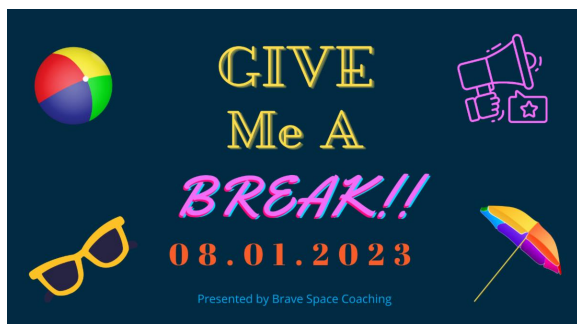 GIVE
Me A
BREAK!!
08.01.2023
Presented by Brave Space Coaching